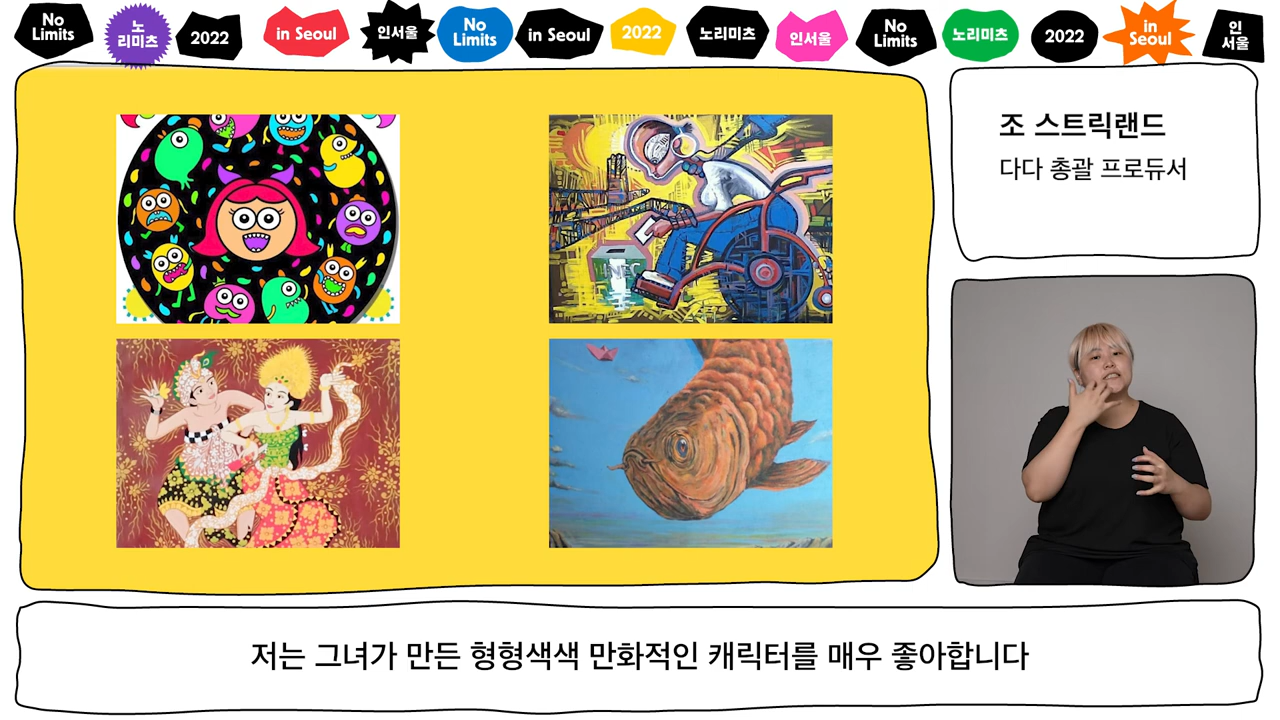 No
Limits
노
리미츠
2022
in Seoul
인서울
No
Limits
in Seoul
2022
노리미츠
인서울
No
Limits
노리미츠
2022
in
Seoul
인
서울
조 스트릭랜드
다다 총괄 프로듀서
저는 그녀가 만든 형형색색 만화적인 캐릭터를 매우 좋아합니다